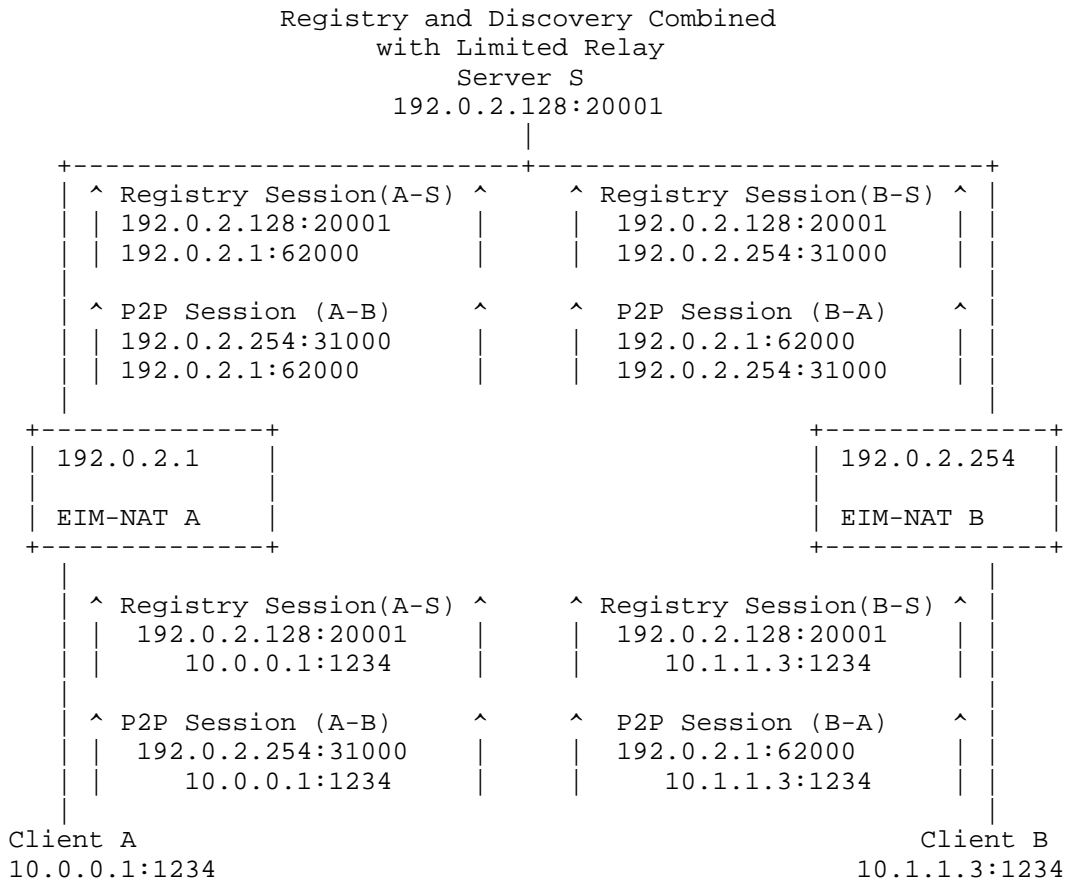 Registry and Discovery Combined
with Limited Relay
Server S
192.0.2.128:20001
^ Registry Session(A-S) ^ ^ Registry Session(B-S) ^
192.0.2.128:20001 192.0.2.128:20001
192.0.2.1:62000 192.0.2.254:31000
^ P2P Session (A-B) ^ ^ P2P Session (B-A) ^
192.0.2.254:31000 192.0.2.1:62000
192.0.2.1:62000 192.0.2.254:31000
192.0.2.1 192.0.2.254
EIM-NAT A EIM-NAT B
^ Registry Session(A-S) ^ ^ Registry Session(B-S) ^
192.0.2.128:20001 192.0.2.128:20001
10.0.0.1:1234 10.1.1.3:1234
^ P2P Session (A-B) ^ ^ P2P Session (B-A) ^
192.0.2.254:31000 192.0.2.1:62000
10.0.0.1:1234 10.1.1.3:1234
Client A Client B
10.0.0.1:1234 10.1.1.3:1234